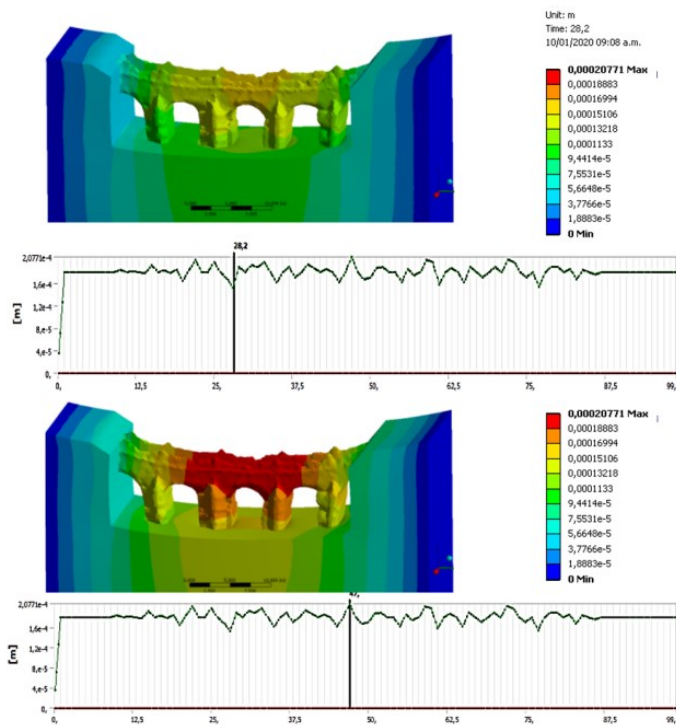 Unit: m
Time: 28,2
10/01/2020 09:08 a.m.
0,00020771 Max
0,00018883
0,00016994
0,00015106
0,00013218
0,0001133
9,4414e-5
7,5531e-5
5,6648e-5
3,7766e-5
1,8883e-5
0 Min
28,2
2,0771e-4
1,6e-4
1,2e-4
8,e-5
4,e-5
0,
[m]
0, 12,5 25, 37,5 50, 62,5 75, 87,5 99,
0,00020771 Max
0,00018883
0,00016994
0,00015106
0,00013218
0,0001133
9,4414e-5
7,5531e-5
5,6648e-5
3,7766e-5
1,8883e-5
0 Min
2,0771e-4
1,6e-4
1,2e-4
8,e-5
4,e-5
0,
[m]
0, 12,5 25, 37,5 50, 62,5 75, 87,5 99,